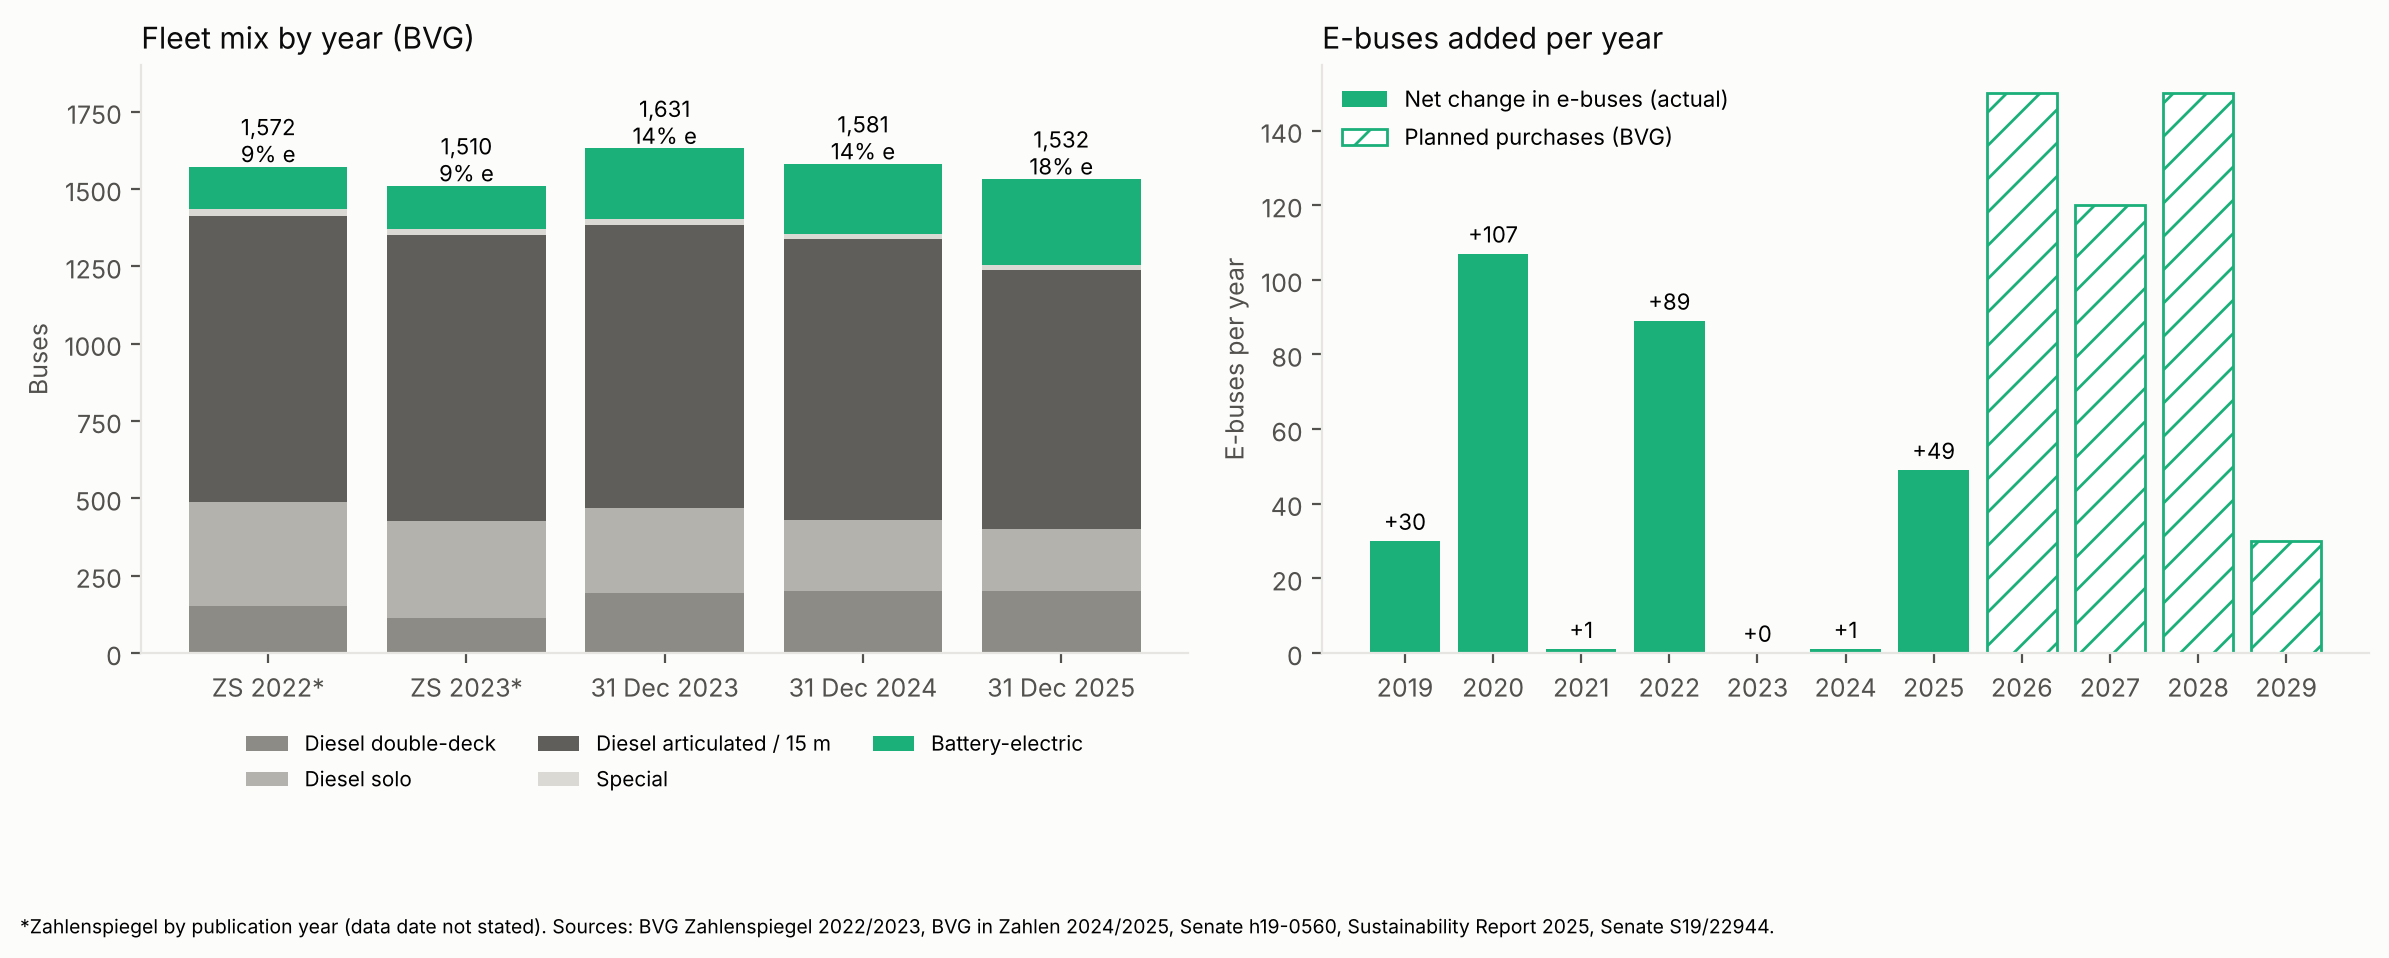 Fleet mix by year (BVG)
Buses
1750
1500
1250
1000
750
500
250
0
1,572
9% e
1,510
9% e
1,631
14% e
1,581
14% e
1,532
18% e
ZS 2022*
ZS 2023*
31 Dec 2023
31 Dec 2024
31 Dec 2025
Diesel double-deck
Diesel solo
Diesel articulated / 15 m
Special
Battery-electric
E-buses added per year
Net change in e-buses (actual)
Planned purchases (BVG)
E-buses per year
140
120
100
80
60
40
20
0
+30
+107
+1
+89
+0
+1
+49
2019
2020
2021
2022
2023
2024
2025
2026
2027
2028
2029
*Zahlenspiegel by publication year (data date not stated). Sources: BVG Zahlenspiegel 2022/2023, BVG in Zahlen 2024/2025, Senate h19-0560, Sustainability Report 2025, Senate S19/22944.